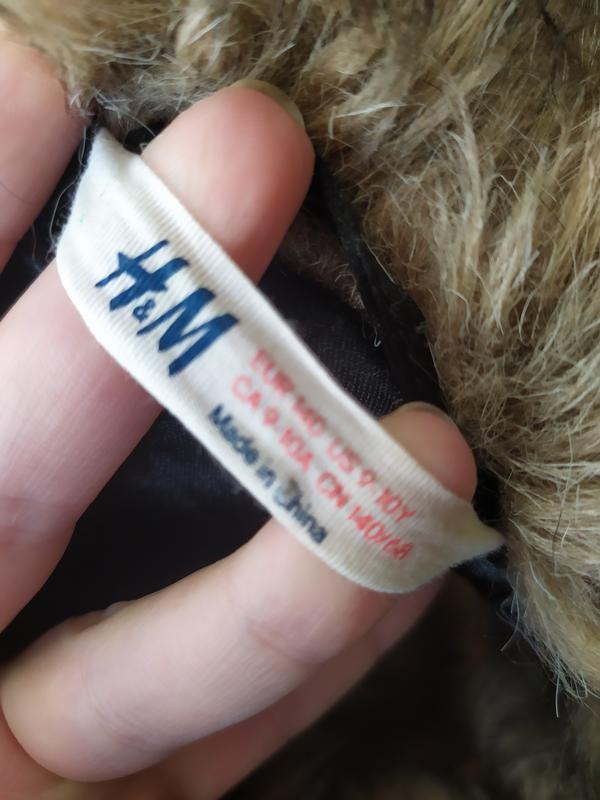 H&M
EUR 140 US 9-10Y
CA 9-10A CN 140/68
Made in China